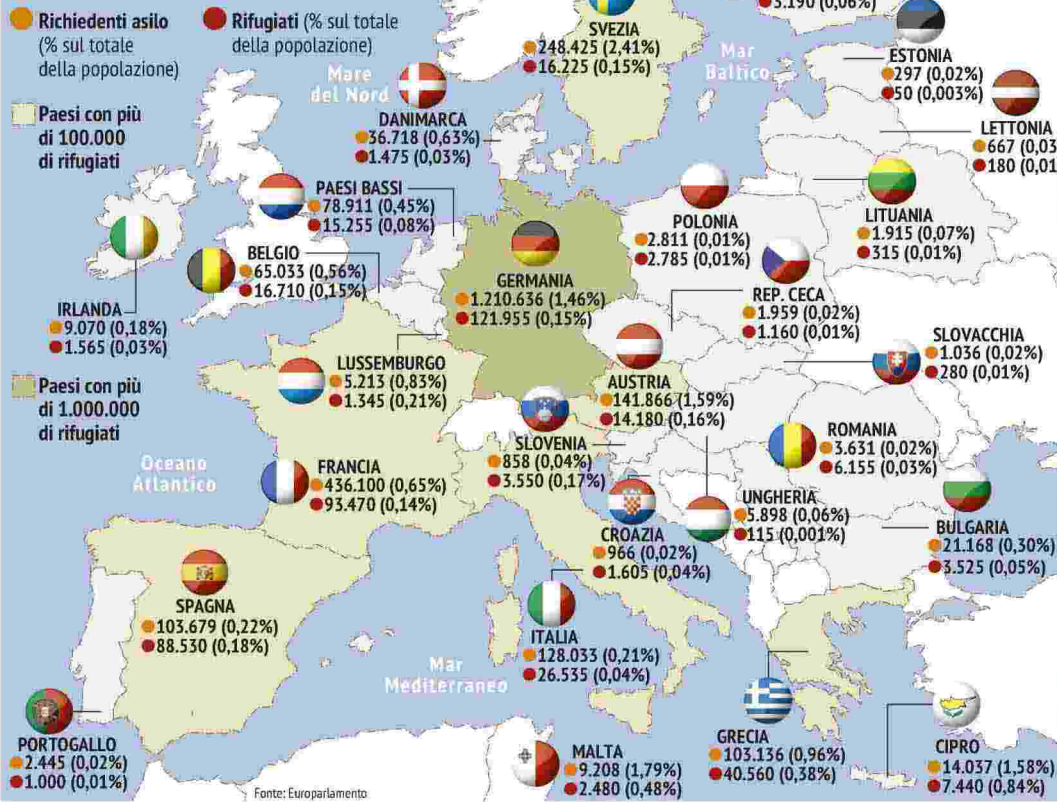 Richiedenti asilo
(% sul totale
della popolazione)
Rifugiati (% sul totale
della popolazione)
Paesi con più
di 100.000
di rifugiati
Mare
del Nord
Mar
Baltico
3.190 (0,06%)
SVEZIA
248.425 (2,41%)
16.225 (0,15%)
ESTONIA
297 (0,02%)
50 (0,003%)
DANIMARCA
36.718 (0,63%)
1.475 (0,03%)
LETTONIA
667 (0,03
180 (0,01
PAESI BASSI
78.911 (0,45%)
15.255 (0,08%)
LITUANIA
1.915 (0,07%)
315 (0,01%)
POLONIA
2.811 (0,01%)
2.785 (0,01%)
BELGIO
65.033 (0,56%)
16.710 (0,15%)
GERMANIA
1.210.636 (1,46%)
121.955 (0,15%)
REP. CECA
1.959 (0,02%)
1.160 (0,01%)
IRLANDA
9.070 (0,18%)
1.565 (0,03%)
SLOVACCHIA
1.036 (0,02%)
280 (0,01%)
LUSSEMBURGO
5.213 (0,83%)
1.345 (0,21%)
Paesi con più
di 1.000.000
di rifugiati
AUSTRIA
141.866 (1,59%)
14.180 (0,16%)
SLOVENIA
858 (0,04%)
3.550 (0,17%)
ROMANIA
3.631 (0,02%)
6.155 (0,03%)
Oceano
Atlantico
FRANCIA
436.100 (0,65%)
93.470 (0,14%)
UNGHERIA
5.898 (0,06%)
115 (0,001%)
CROAZIA
966 (0,02%)
1.605 (0,04%)
BULGARIA
21.168 (0,30%)
3.525 (0,05%)
SPAGNA
103.679 (0,22%)
88.530 (0,18%)
ITALIA
128.033 (0,21%)
26.535 (0,04%)
Mar
Mediterraneo
PORTOGALLO
2.445 (0,02%)
1.000 (0,01%)
MALTA
9.208 (1,79%)
2.480 (0,48%)
GRECIA
103.136 (0,96%)
40.560 (0,38%)
CIPRO
14.037 (1,58%)
7.440 (0,84%)
Fonte: Europarlamento